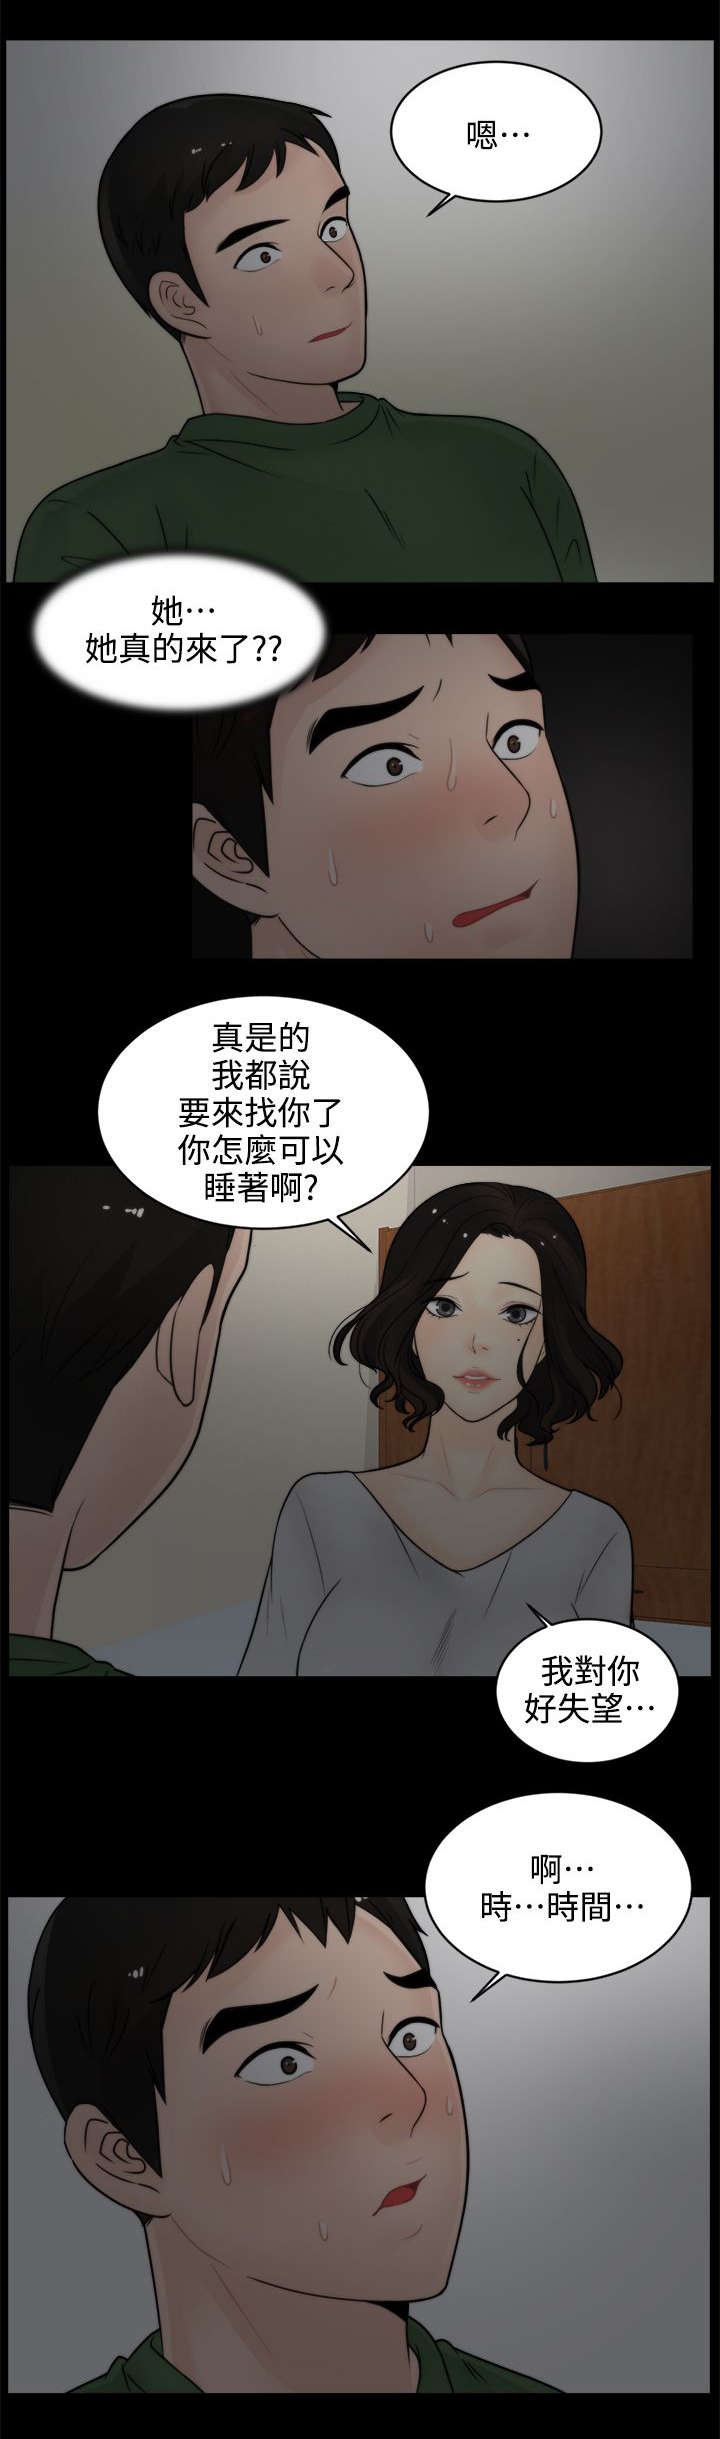 嗯⋯
她⋯
她真的來了??
真是的
我都說
要來找你了
你怎麼可以
睡著啊?
我對你
好失望⋯
啊⋯
時⋯時間⋯